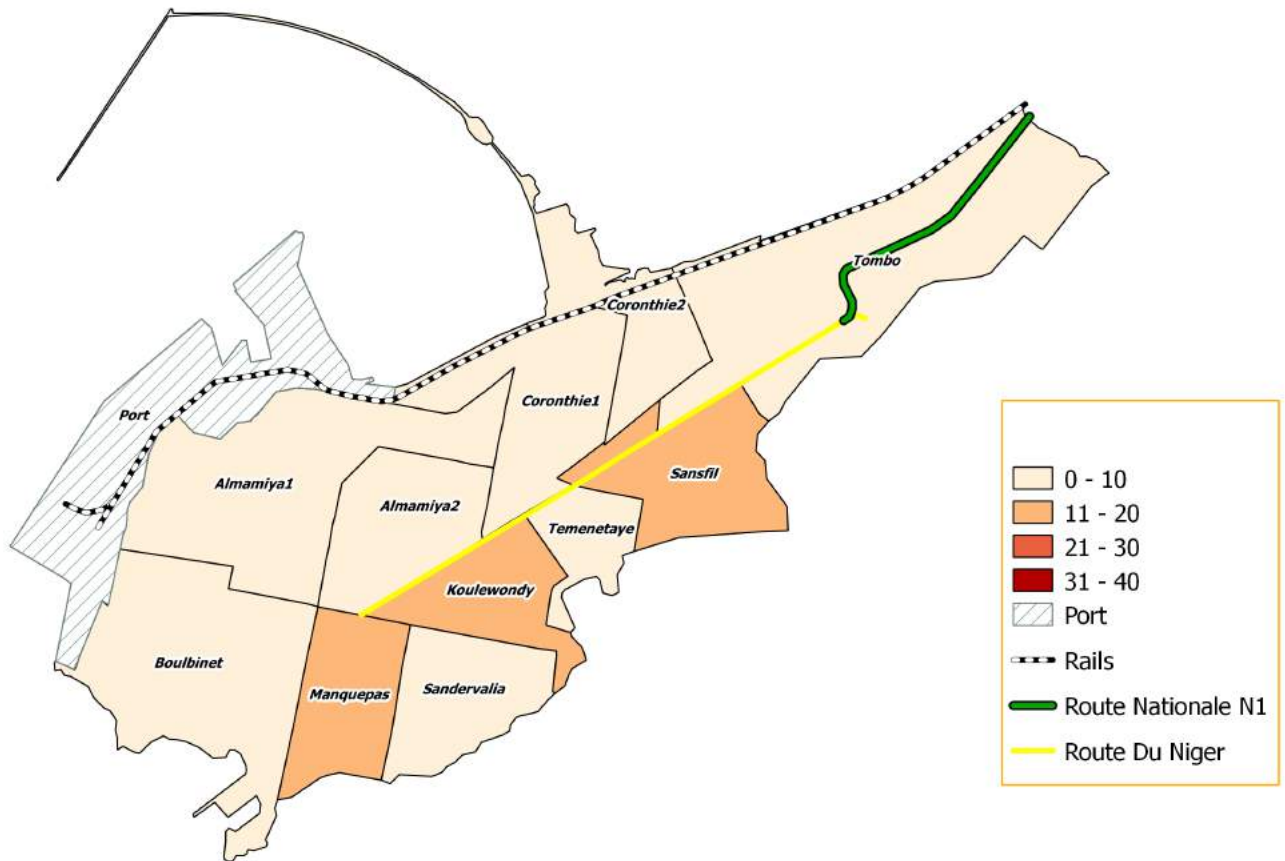 Tombo
Coronthie2
Coronthie1
Port
Sansfil
Almamiya1
Almamiya2
Temenetaye
Koulewondy
Boulbinet
Manquepas
Sandervalia
0 - 10
11 - 20
21 - 30
31 - 40
Port
Rails
Route Nationale N1
Route Du Niger